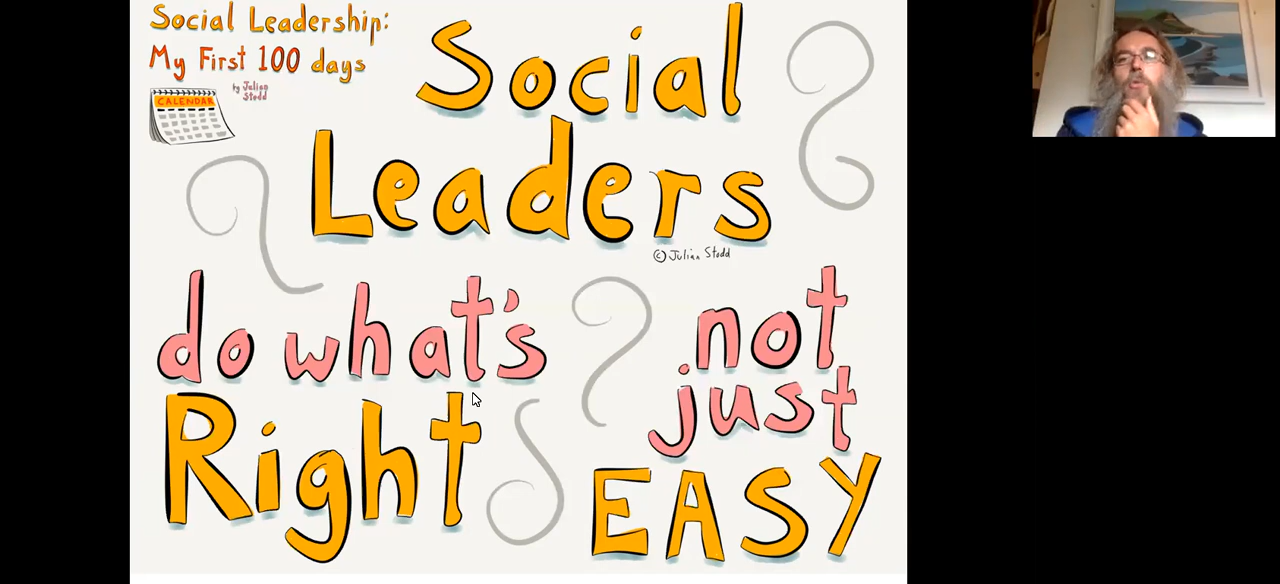 Social Leadership:
My First 100 days
by Julian
Stodd
CALENDAR
Social
Leaders
© Julian Stodd
do what's
Right
not
just
EASY